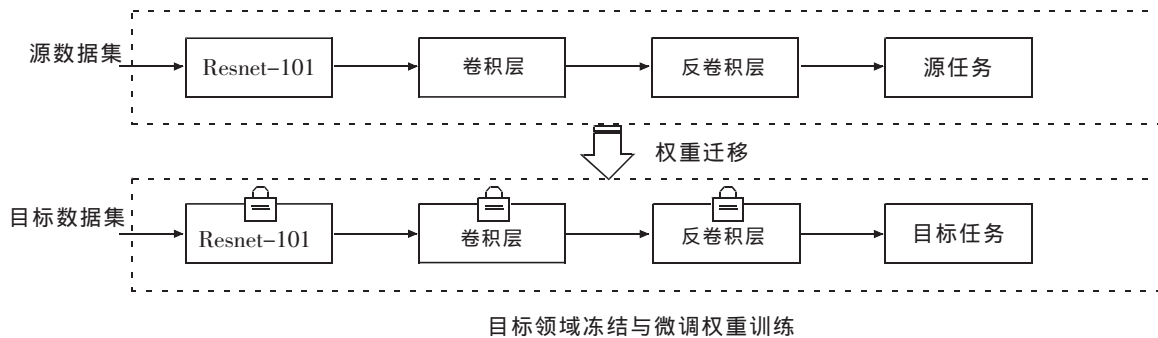 源数据集
Resnet-101
卷积层
反卷积层
源任务
权重迁移
目标数据集
Resnet-101
卷积层
反卷积层
目标任务
目标领域冻结与微调权重训练